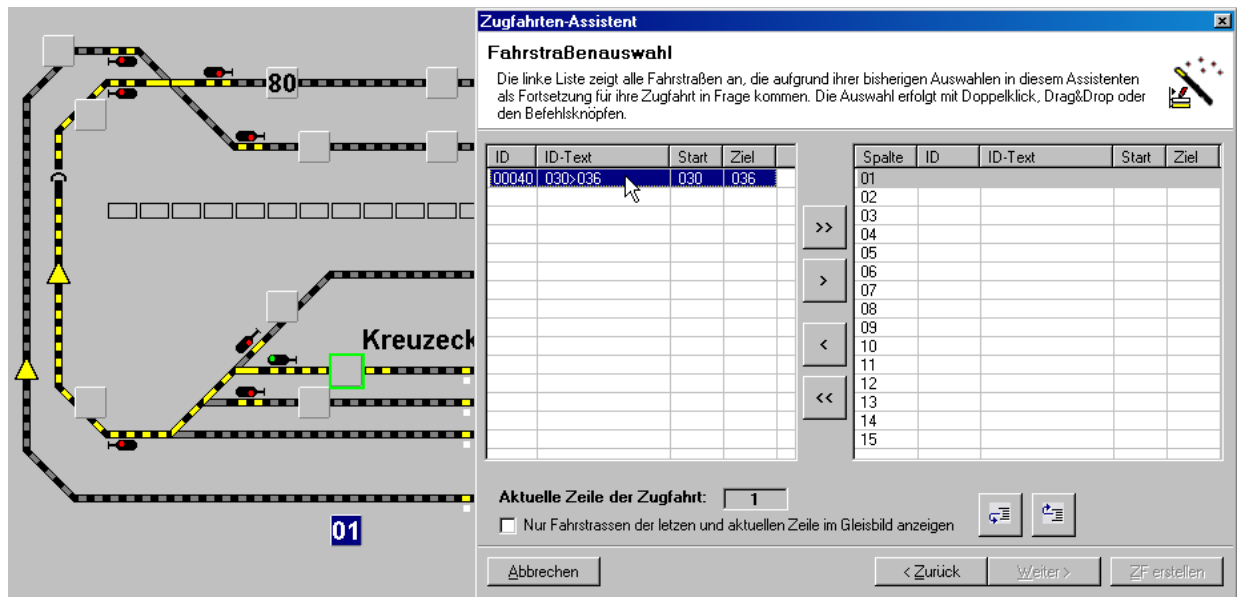 Zugfahrten-Assistent
Fahrstraßenauswahl
Die linke Liste zeigt alle Fahrstraßen an, die aufgrund ihrer bisherigen Auswahlen in diesem Assistenten
als Fortsetzung für ihre Zugfahrt in Frage kommen. Die Auswahl erfolgt mit Doppelklick, Drag&Drop oder
den Befehlsknöpfen.
80
Kreuzeck
01
ID ID-Text Start Ziel
00040 030>036 030 036
>>
>
<
<<
Spalte ID ID-Text Start Ziel
01
02
03
04
05
06
07
08
09
10
11
12
13
14
15
Aktuelle Zeile der Zugfahrt: 1
Nur Fahrstrassen der letzen und aktuellen Zeile im Gleisbild anzeigen
Abbrechen
< Zurück
Weiter >
ZF erstellen